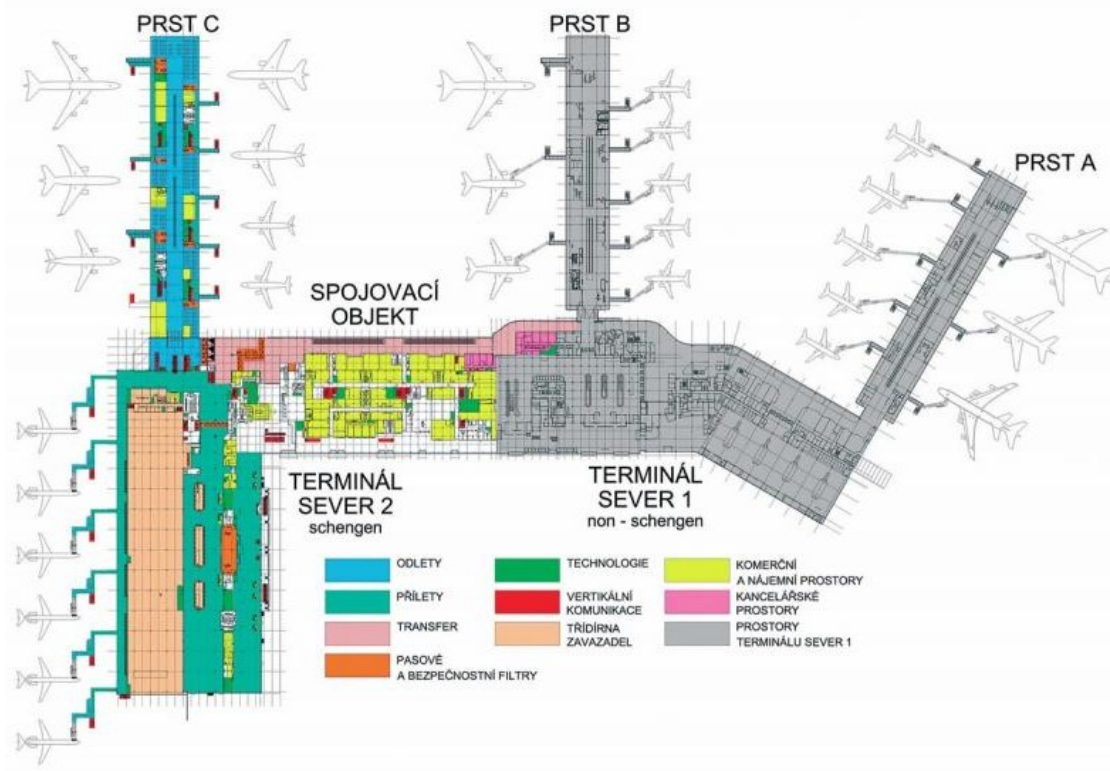 PRST C
PRST B
PRST A
SPOJOVACÍ
OBJEKT
TERMINÁL
SEVER 2
schengen
TERMINÁL
SEVER 1
non - schengen
ODLETY
PŘÍLETY
TRANSFER
PASOVÉ
A BEZPEČNOSTNÍ FILTRY
TECHNOLOGIE
VERTIKÁLNÍ
KOMUNIKACE
TŘÍDÍRNA
ZAVAZADEL
KOMERČNÍ
A NÁJEMNÍ PROSTORY
KANCELÁŘSKÉ
PROSTORY
PROSTORY
TERMINÁLU SEVER 1